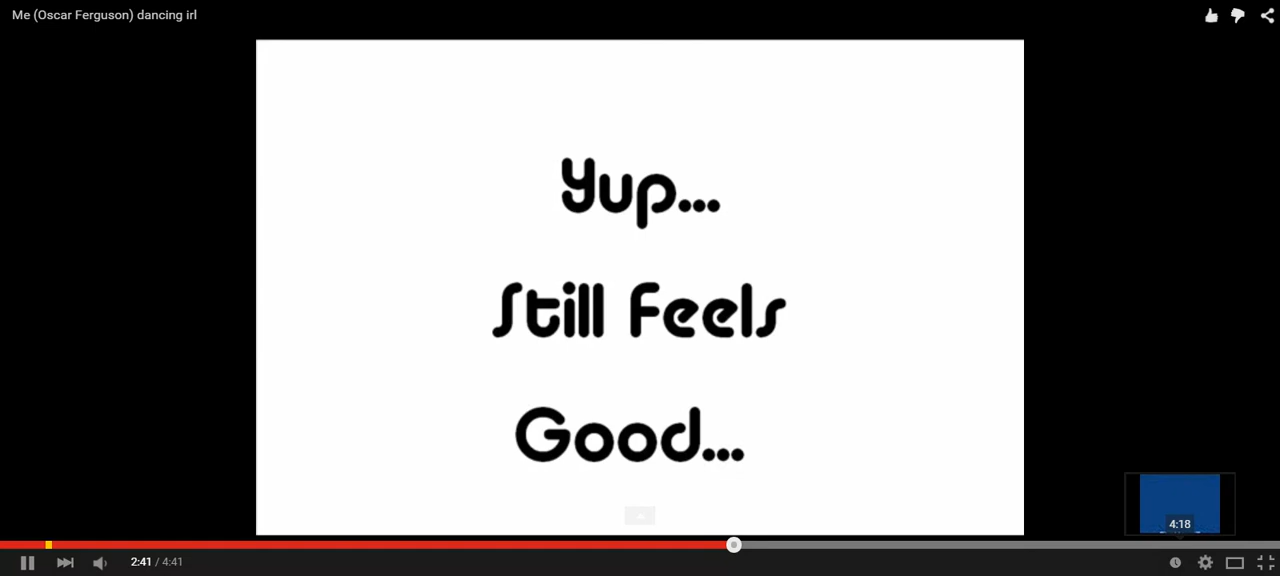 Me (Oscar Ferguson) dancing irl
Yup...
Still Feels
Good...
4:18
2:41 / 4:41